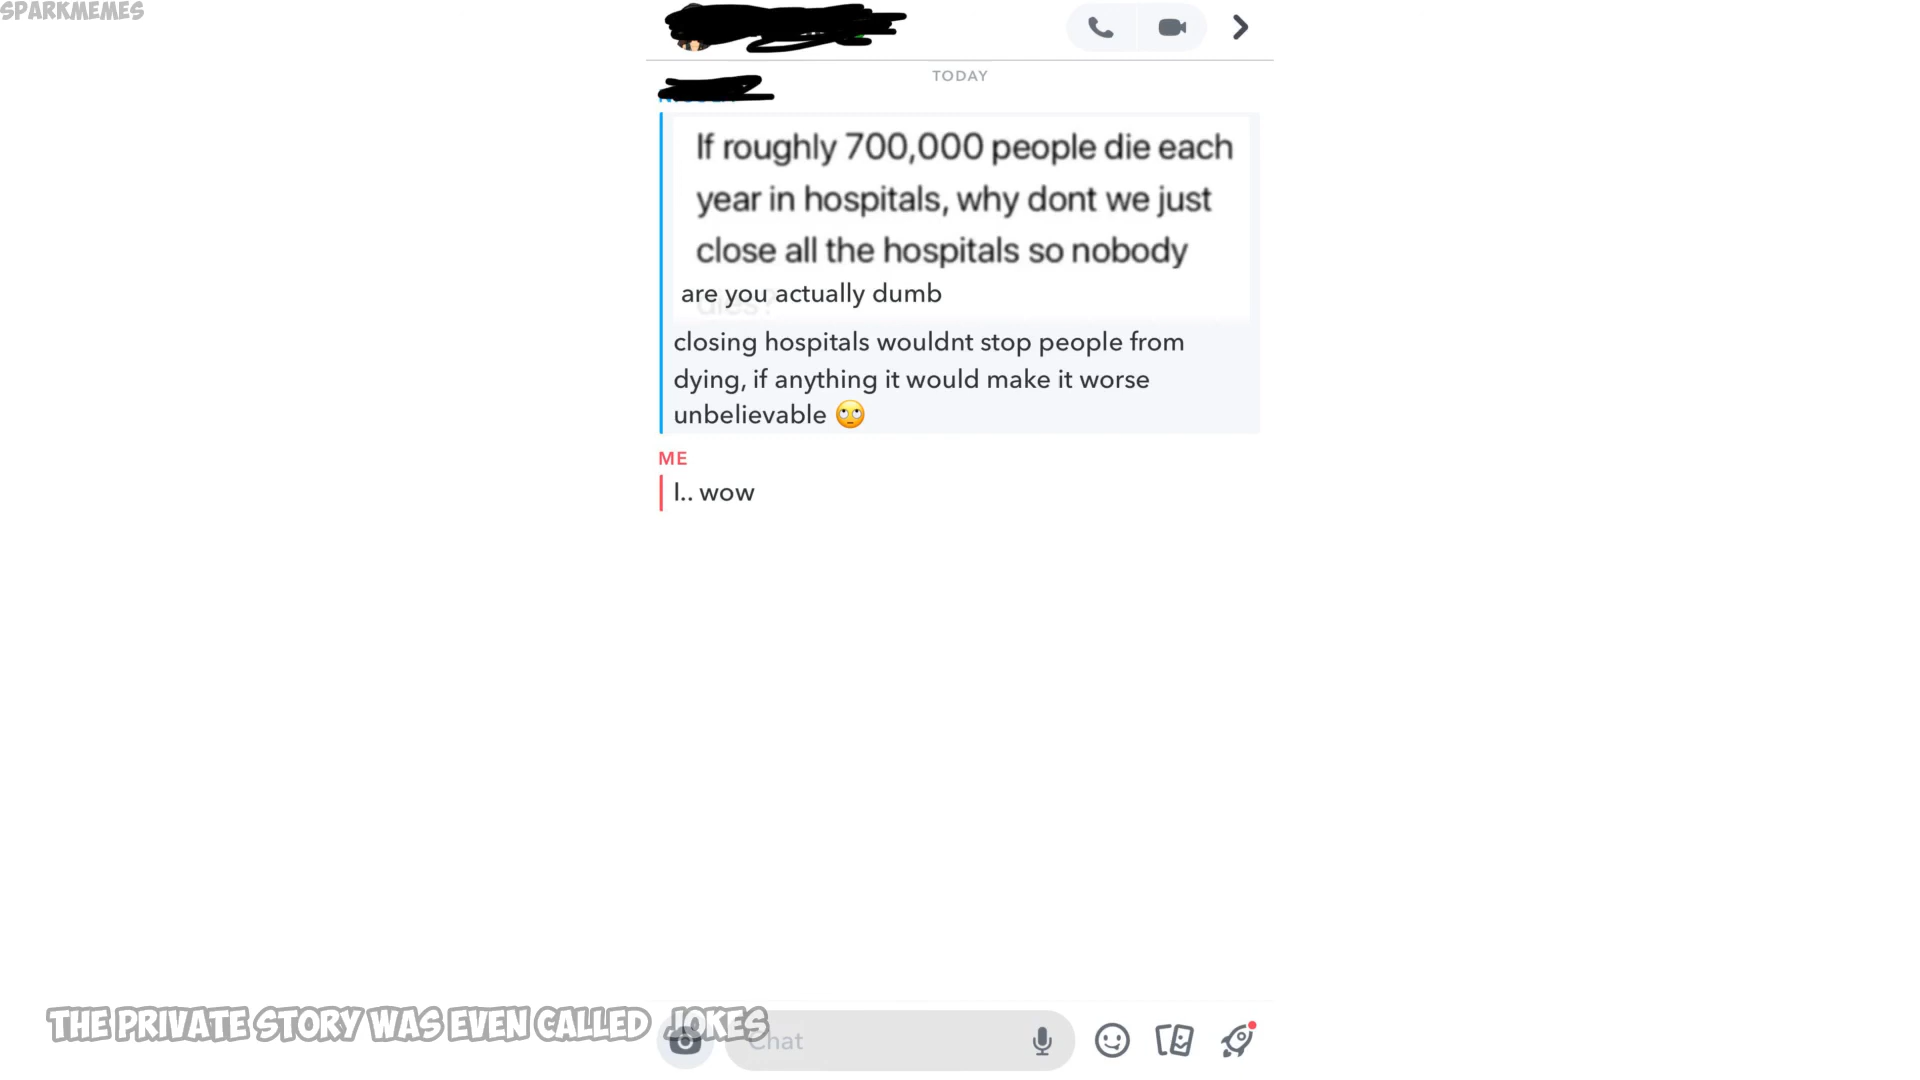 SPARKMEMES
TODAY
If roughly 700,000 people die each
year in hospitals, why dont we just
close all the hospitals so nobody
dies?
are you actually dumb
closing hospitals wouldnt stop people from
dying, if anything it would make it worse
unbelievable 🙄
ME
I.. wow
THE PRIVATE STORY WAS EVEN CALLED JOKES
Chat